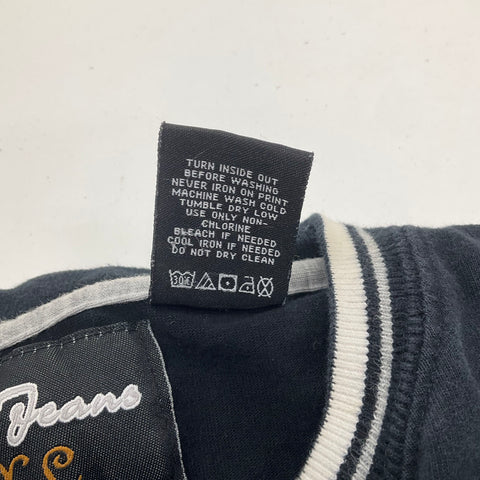 TURN INSIDE OUT
BEFORE WASHING
NEVER IRON ON PRINT
MACHINE WASH COLD
TUMBLE DRY LOW
USE ONLY NON-
CHLORINE
BLEACH IF NEEDED
COOL IRON IF NEEDED
DO NOT DRY CLEAN
30
Jeans